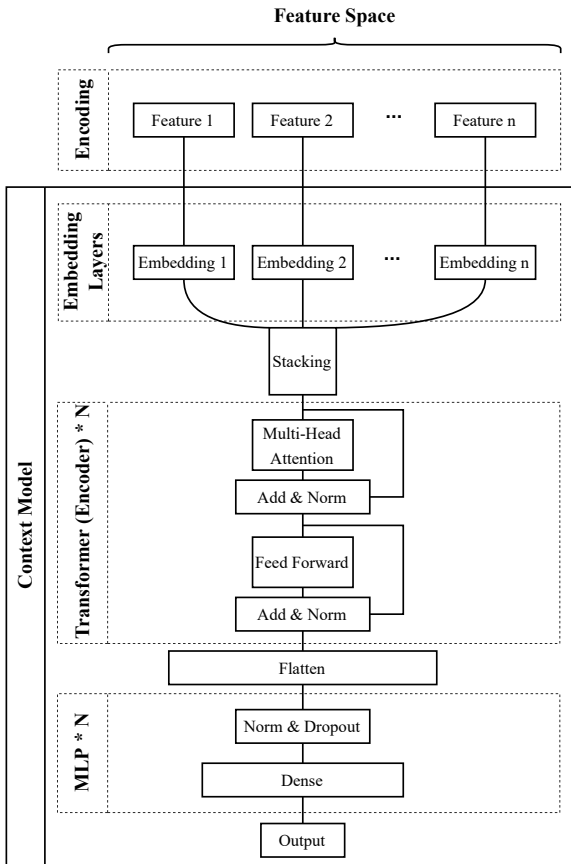 Feature Space
Encoding
Feature 1
Feature 2
...
Feature n
Context Model
Embedding
Layers
Embedding 1
Embedding 2
...
Embedding n
Stacking
Transformer (Encoder) * N
Multi-Head
Attention
Add & Norm
Feed Forward
Add & Norm
Flatten
MLP * N
Norm & Dropout
Dense
Output